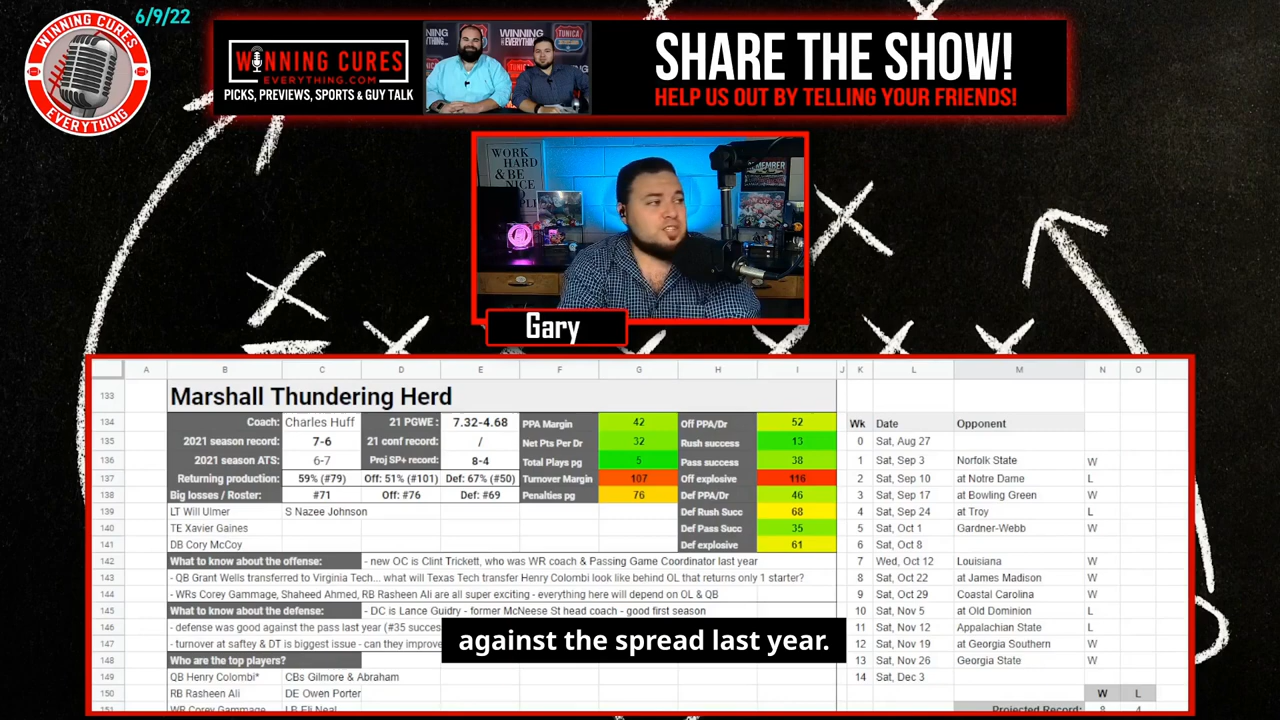 6/9/22
WINNING CURES
EVERYTHING
WINNING CURES
EVERYTHING.COM
PICKS, PREVIEWS, SPORTS & GUY TALK
SHARE THE SHOW!
HELP US OUT BY TELLING YOUR FRIENDS!
WORK
HARD
& BE
NICE
Gary
A B C D E F G H I J K L M N O
133 Marshall Thundering Herd
134 Coach: Charles Huff 21 PGWE : 7.32-4.68 PPA Margin 42 Off PPA/Dr 52 Wk Date Opponent
135 2021 season record: 7-6 21 conf record: / Net Pts Per Dr 32 Rush success 13 0 Sat, Aug 27
136 2021 season ATS: 6-7 Proj SP+ record: 8-4 Total Plays pg 5 Pass success 38 1 Sat, Sep 3 Norfolk State W
137 Returning production: 59% (#79) Off: 51% (#101) Def: 67% (#50) Turnover Margin 107 Off explosive 116 2 Sat, Sep 10 at Notre Dame L
138 Big losses / Roster: #71 Off: #76 Def: #69 Penalties pg 76 Def PPA/Dr 46 3 Sat, Sep 17 at Bowling Green W
139 LT Will Ulmer S Nazee Johnson Def Rush Succ 68 4 Sat, Sep 24 at Troy L
140 TE Xavier Gaines Def Pass Succ 35 5 Sat, Oct 1 Gardner-Webb W
141 DB Cory McCoy Def explosive 61 6 Sat, Oct 8
142 What to know about the offense: - new OC is Clint Trickett, who was WR coach & Passing Game Coordinator last year 7 Wed, Oct 12 Louisiana W
143 - QB Grant Wells transferred to Virginia Tech... what will Texas Tech transfer Henry Colombi look like behind OL that returns only 1 starter? 8 Sat, Oct 22 at James Madison W
144 - WRs Corey Gammage, Shaheed Ahmed, RB Rasheen Ali are all super exciting - everything here will depend on OL & QB 9 Sat, Oct 29 Coastal Carolina W
145 What to know about the defense: - DC is Lance Guidry - former McNeese St head coach - good first season 10 Sat, Nov 5 at Old Dominion L
146 - defense was good against the pass last year (#35 succes 11 Sat, Nov 12 Appalachian State L
147 - turnover at saftey & DT is biggest issue - can they improve 12 Sat, Nov 19 at Georgia Southern W
against the spread last year.
148 Who are the top players? 13 Sat, Nov 26 Georgia State W
149 QB Henry Colombi* CBs Gilmore & Abraham 14 Sat, Dec 3
150 RB Rasheen Ali DE Owen Porter W L
151 WR Corey Gammage LB Eli Neal Projected Record: 8 4